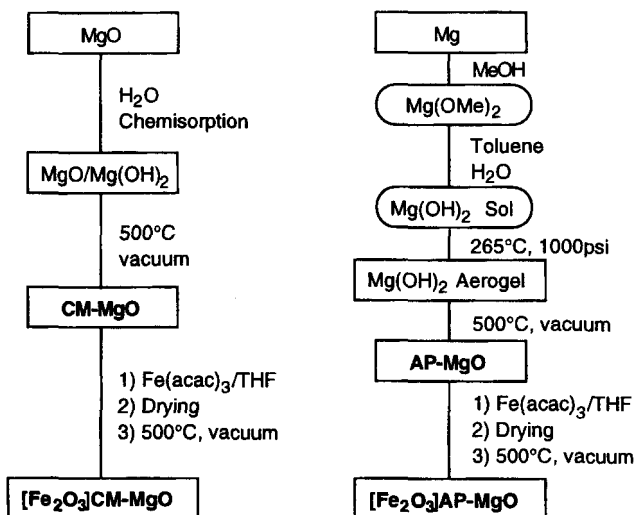 MgO
H₂O
Chemisorption
MgO/Mg(OH)₂
500°C
vacuum
CM-MgO
1) Fe(acac)₃/THF
2) Drying
3) 500°C, vacuum
[Fe₂O₃]CM-MgO
Mg
MeOH
Mg(OMe)₂
Toluene
H₂O
Mg(OH)₂ Sol
265°C, 1000psi
Mg(OH)₂ Aerogel
500°C, vacuum
AP-MgO
1) Fe(acac)₃/THF
2) Drying
3) 500°C, vacuum
[Fe₂O₃]AP-MgO